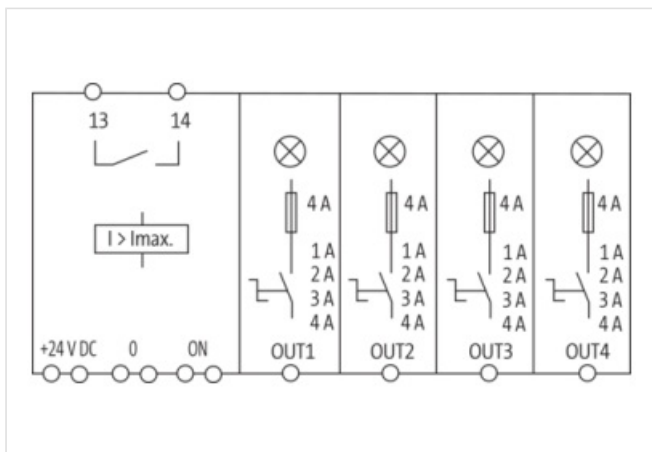 13 14
I > Imax.
+24 V DC 0 ON
4 A
1 A
2 A
3 A
4 A
OUT1
4 A
1 A
2 A
3 A
4 A
OUT2
4 A
1 A
2 A
3 A
4 A
OUT3
4 A
1 A
2 A
3 A
4 A
OUT4